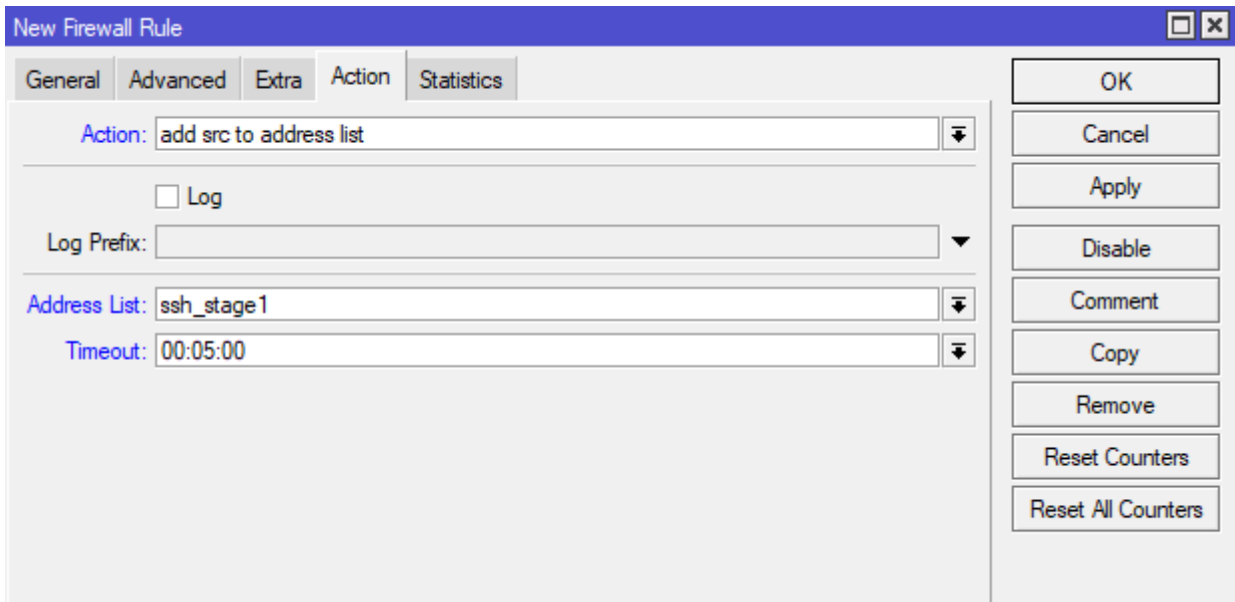 New Firewall Rule
General Advanced Extra Action Statistics
OK
Action: add src to address list
Cancel
Log
Apply
Log Prefix:
Disable
Address List: ssh_stage1
Comment
Timeout: 00:05:00
Copy
Remove
Reset Counters
Reset All Counters